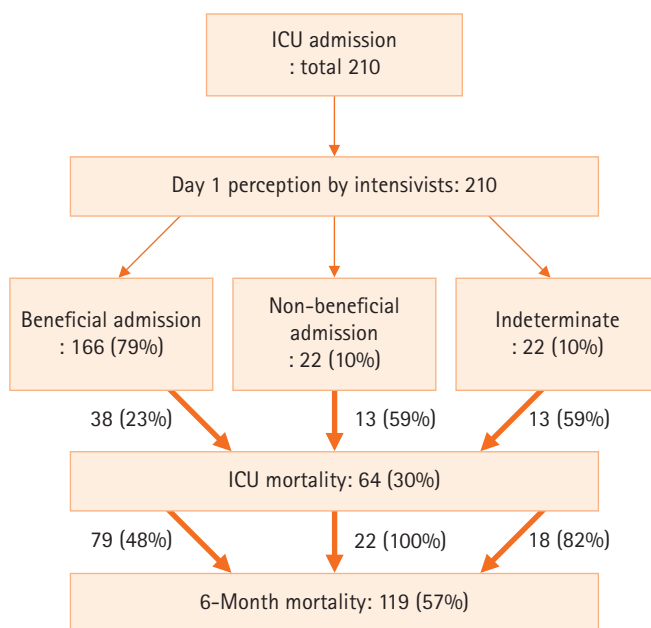 ICU admission
: total 210
Day 1 perception by intensivists: 210
Beneficial admission
: 166 (79%)
Non-beneficial
admission
: 22 (10%)
Indeterminate
: 22 (10%)
38 (23%)
13 (59%)
13 (59%)
ICU mortality: 64 (30%)
79 (48%)
22 (100%)
18 (82%)
6-Month mortality: 119 (57%)